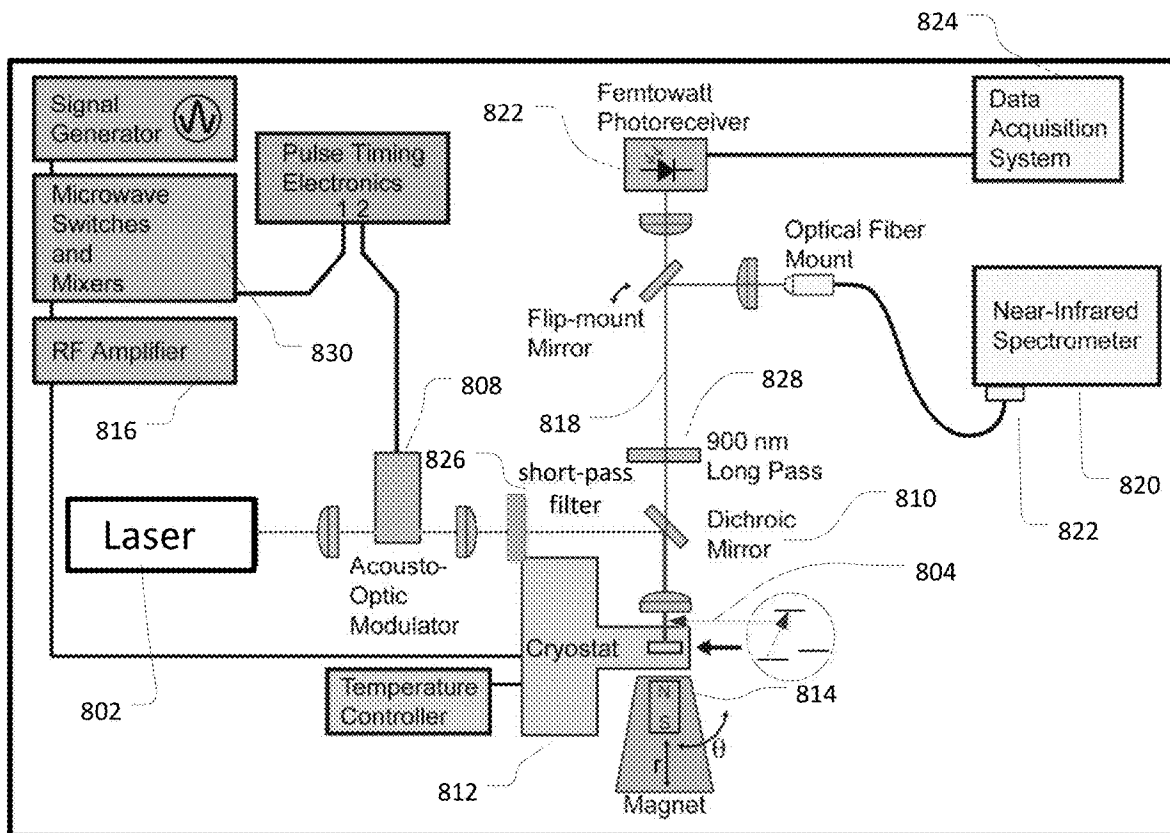 824
Signal
Generator
Pulse Timing
Electronics
1 2
Microwave
Switches
and
Mixers
RF Amplifier
830
816
822
Femtowatt
Photoreceiver
Data
Acquisition
System
Optical Fiber
Mount
Flip-mount
Mirror
Near-Infrared
Spectrometer
808
818
828
900 nm
Long Pass
820
822
826
short-pass
filter
Laser
802
Acousto-
Optic
Modulator
Dichroic
Mirror
810
804
Cryostat
Temperature
Controller
812
N
S
814
θ
r
Magnet